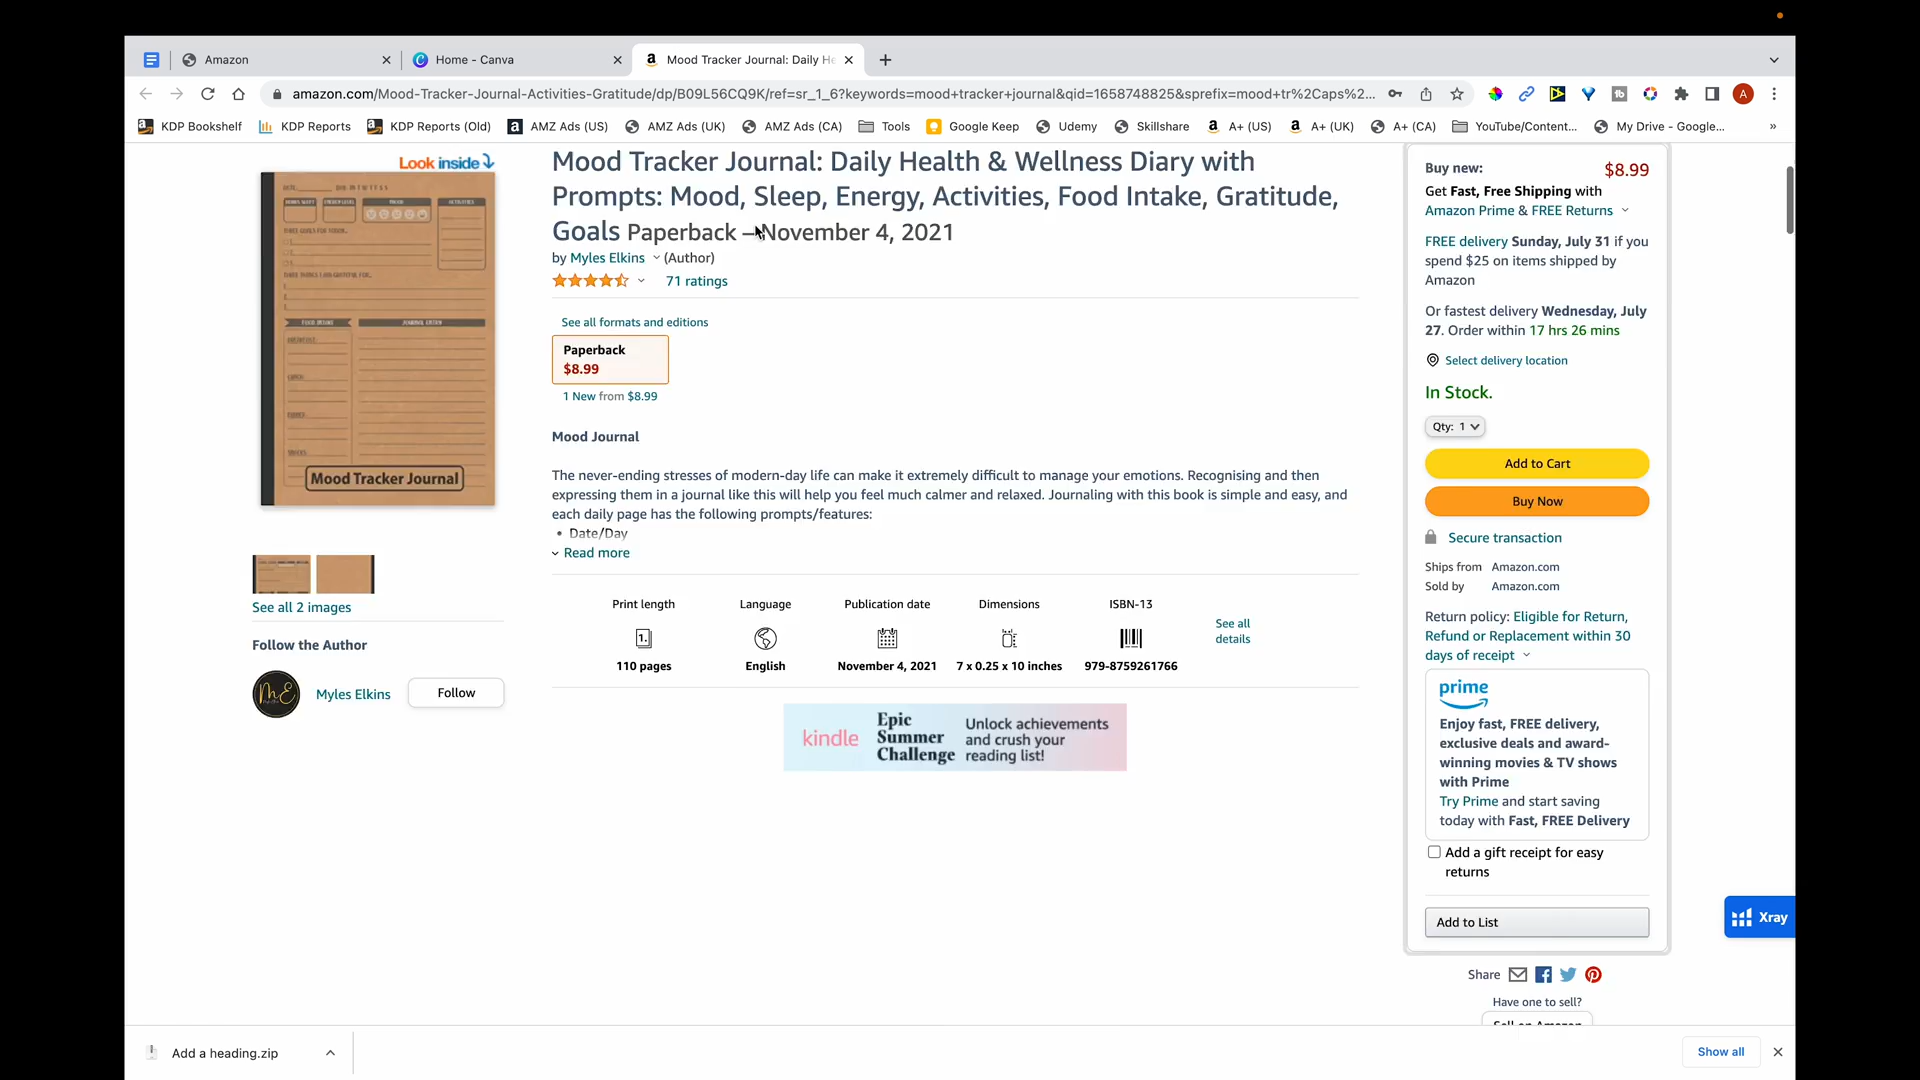 Amazon
Home - Canva
Mood Tracker Journal: Daily He
amazon.com/Mood-Tracker-Journal-Activities-Gratitude/dp/B09L56CQ9K/ref=sr_1_6?keywords=mood+tracker+journal&qid=1658748825&sprefix=mood+tr%2Caps%2...
A
KDP Bookshelf
KDP Reports
KDP Reports (Old)
AMZ Ads (US)
AMZ Ads (UK)
AMZ Ads (CA)
Tools
Google Keep
Udemy
Skillshare
A+ (US)
A+ (UK)
A+ (CA)
YouTube/Content...
My Drive - Google...
»
Look inside
Mood Tracker Journal
See all 2 images
Follow the Author
Myles Elkins
Follow
Mood Tracker Journal: Daily Health & Wellness Diary with
Prompts: Mood, Sleep, Energy, Activities, Food Intake, Gratitude,
Goals Paperback – November 4, 2021
by Myles Elkins (Author)
71 ratings
See all formats and editions
Paperback
$8.99
1 New from $8.99
Mood Journal
The never-ending stresses of modern-day life can make it extremely difficult to manage your emotions. Recognising and then
expressing them in a journal like this will help you feel much calmer and relaxed. Journaling with this book is simple and easy, and
each daily page has the following prompts/features:
• Date/Day
Read more
Print length
Language
Publication date
Dimensions
ISBN-13
1.
110 pages
English
November 4, 2021
7 x 0.25 x 10 inches
979-8759261766
See all
details
kindle
Epic
Summer
Challenge
Unlock achievements
and crush your
reading list!
Buy new:
$8.99
Get Fast, Free Shipping with
Amazon Prime & FREE Returns
FREE delivery Sunday, July 31 if you
spend $25 on items shipped by
Amazon
Or fastest delivery Wednesday, July
27. Order within 17 hrs 26 mins
Select delivery location
In Stock.
Qty: 1
Add to Cart
Buy Now
Secure transaction
Ships from Amazon.com
Sold by Amazon.com
Return policy: Eligible for Return,
Refund or Replacement within 30
days of receipt
prime
Enjoy fast, FREE delivery,
exclusive deals and award-
winning movies & TV shows
with Prime
Try Prime and start saving
today with Fast, FREE Delivery
Add a gift receipt for easy
returns
Add to List
Xray
Share
Have one to sell?
Sell on Amazon
Add a heading.zip
Show all